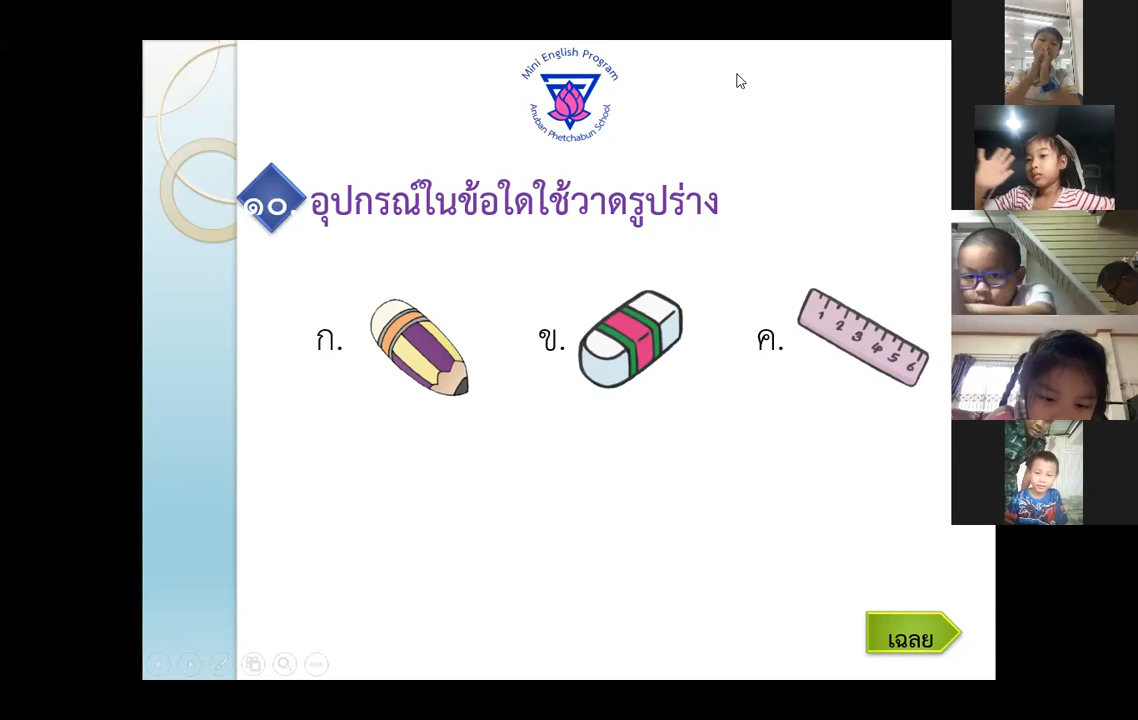 Mini English Program
Anuban Phetchabun School
๑๐. อุปกรณ์ในข้อใดใช้วาดรูปร่าง
ก.
ข.
ค.
1 2 3 4 5 6
เฉลย